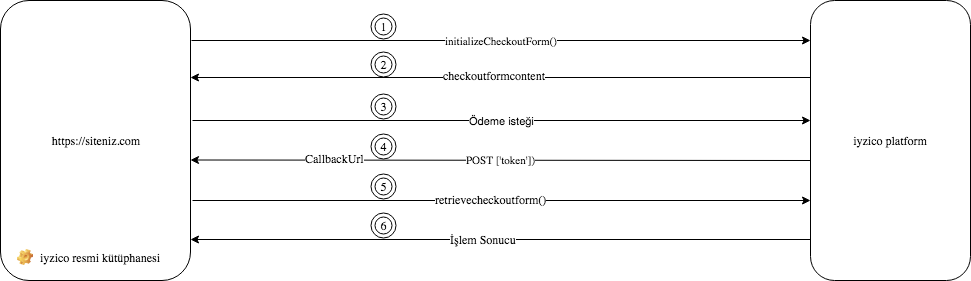 1
initializeCheckoutForm()
2
checkoutformcontent
3
Ödeme isteği
https://siteniz.com
iyzico platform
4
CallbackUrl POST ['token'])
5
retrievecheckoutform()
6
İşlem Sonucu
iyzico resmi kütüphanesi